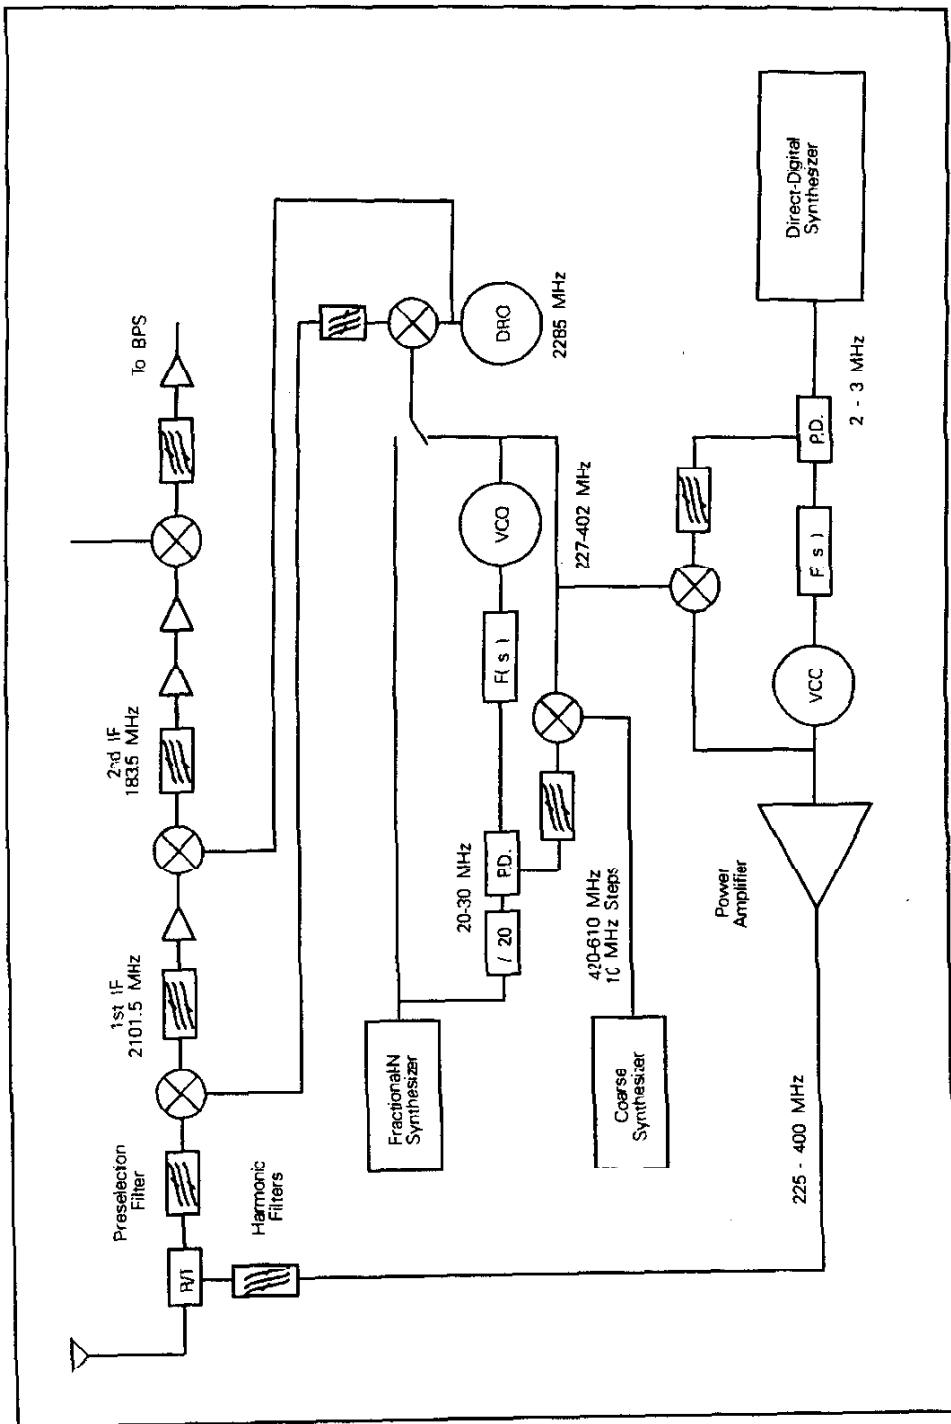 To BPS
2nd IF
183.5 MHz
1st IF
2101.5 MHz
Preselection
Filter
R/T
Harmonic
Filters
DRO
2285 MHz
VCO
F(s)
227-402 MHz
20-30 MHz
P.D.
/ 20
Fractional-N
Synthesizer
420-610 MHz
10 MHz Steps
Coarse
Synthesizer
Direct-Digital
Synthesizer
2 - 3 MHz
P.D.
F(s)
VCC
Power
Amplifier
225 - 400 MHz